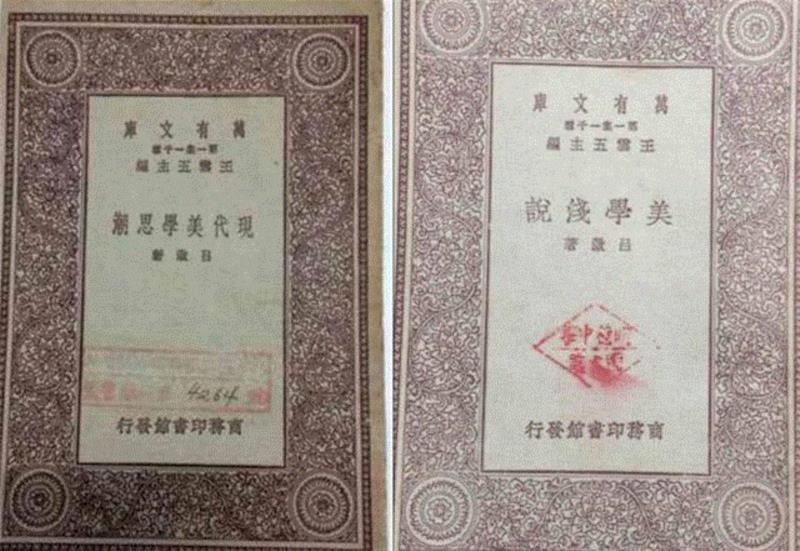 萬有文庫
第一集一千種
王雲五主編
現代美學思潮
呂澂著
4264
商務印書館發行
萬有文庫
第一集一千種
王雲五主編
美學淺說
呂澂著
商務印書館發行